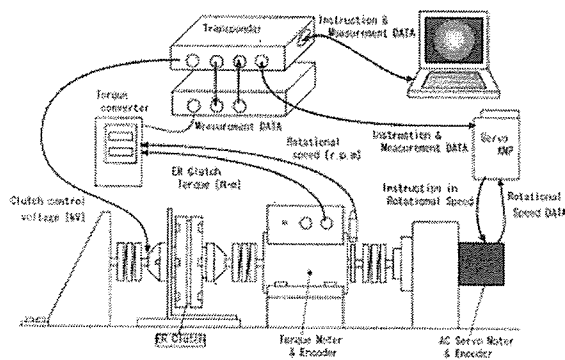 Transponder
Instruction &
Measurement DATA
Torque
converter
Measurement DATA
Rotational
speed [r.p.m]
Instruction &
Measurement DATA
Servo
AMP
ER Clutch
Torque [N-m]
Clutch control
voltage [kV]
Instruction in
Rotational Speed
Rotational
Speed DATA
ER Clutch
Torque Meter
& Encoder
AC Servo Motor
& Encoder